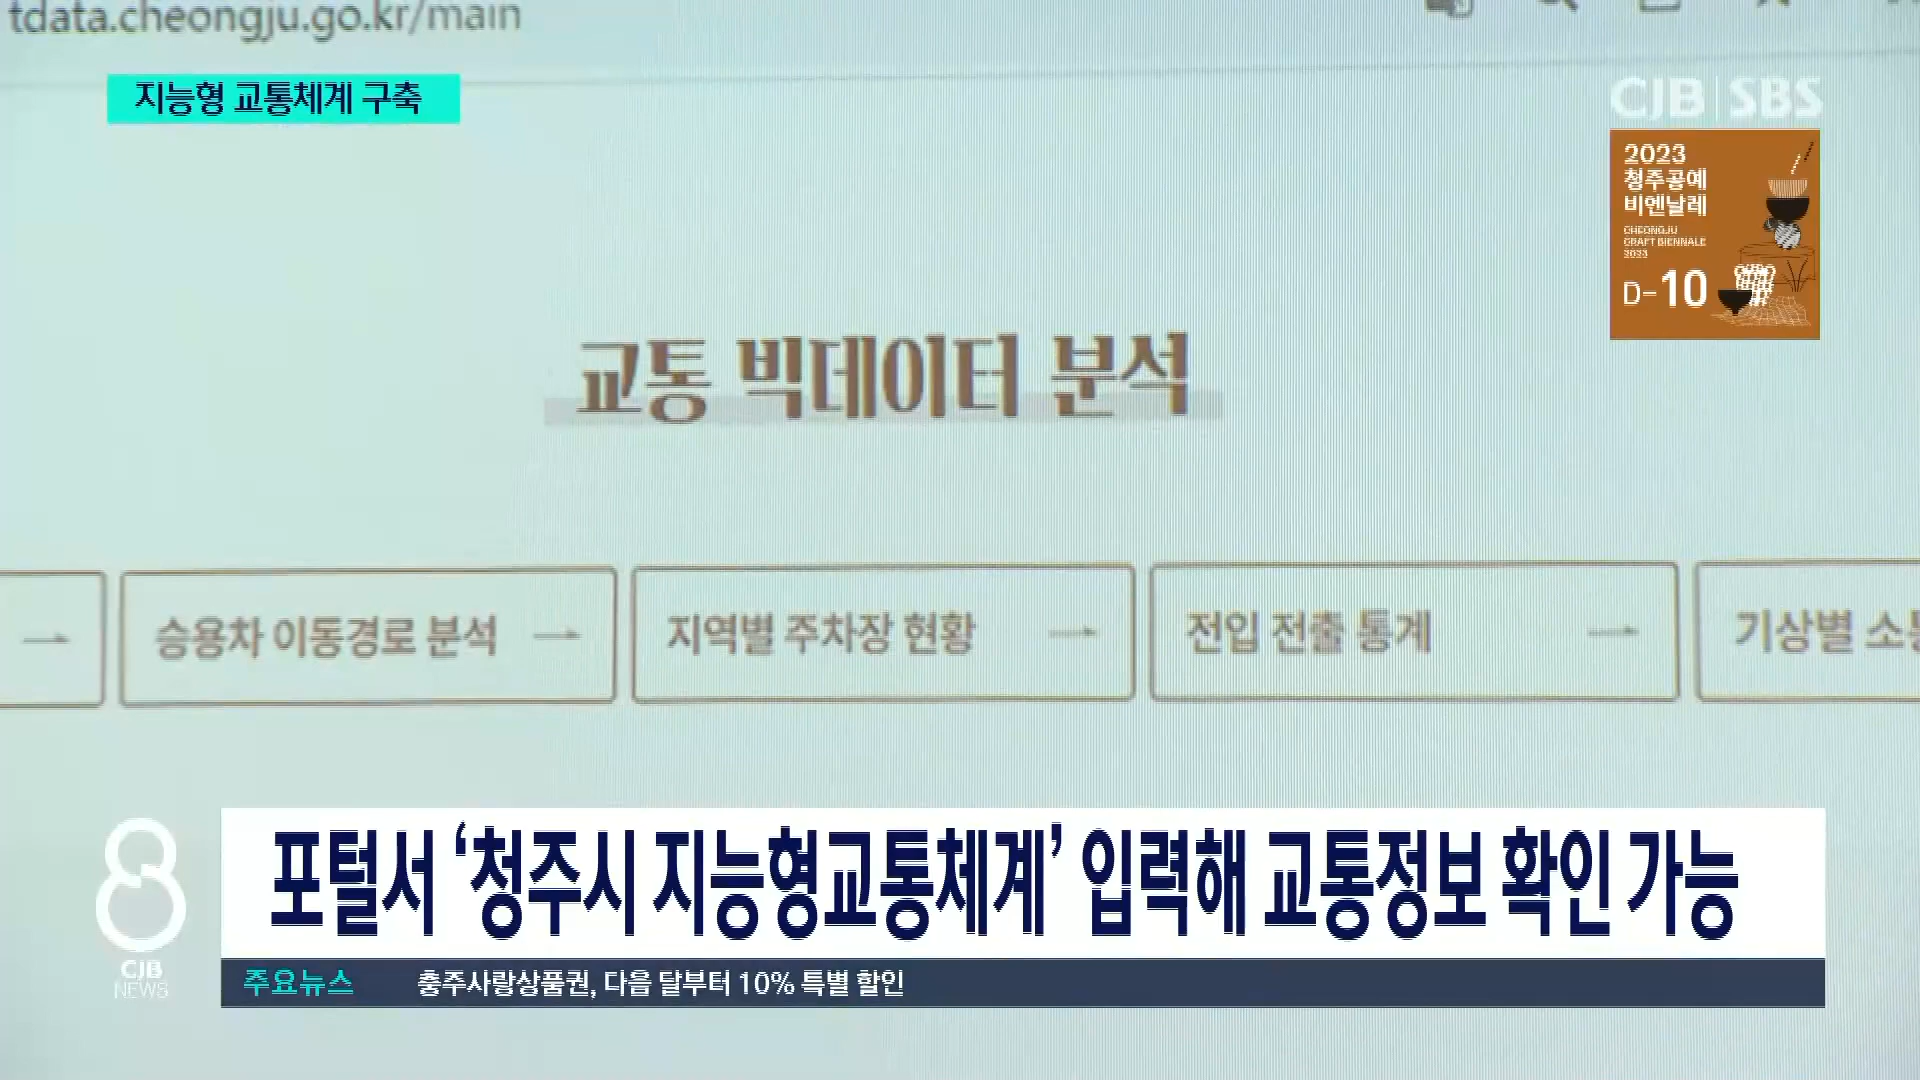 tdata.cheongju.go.kr/main
지능형 교통체계 구축
CJB SBS
2023
청주공예
비엔날레
CHEONGJU
CRAFT BIENNALE
2023
D-10
교통 빅데이터 분석
승용차 이동경로 분석
지역별 주차장 현황
전입 전출 통계
기상별
포털서 ‘청주시 지능형교통체계’ 입력해 교통정보 확인 가능
8
CJB
NEWS
주요뉴스 충주사랑상품권, 다음 달부터 10% 특별 할인